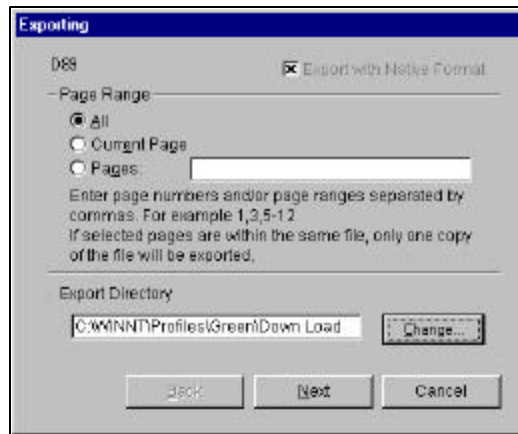 Exporting
D89
Export with Native Format
Page Range
All
Current Page
Pages:
Enter page numbers and/or page ranges separated by
commas. For example 1,3,5-12
If selected pages are within the same file, only one copy
of the file will be exported.
Export Directory
C:\WINNT\Profiles\Green\Down Load
Change...
Back
Next
Cancel